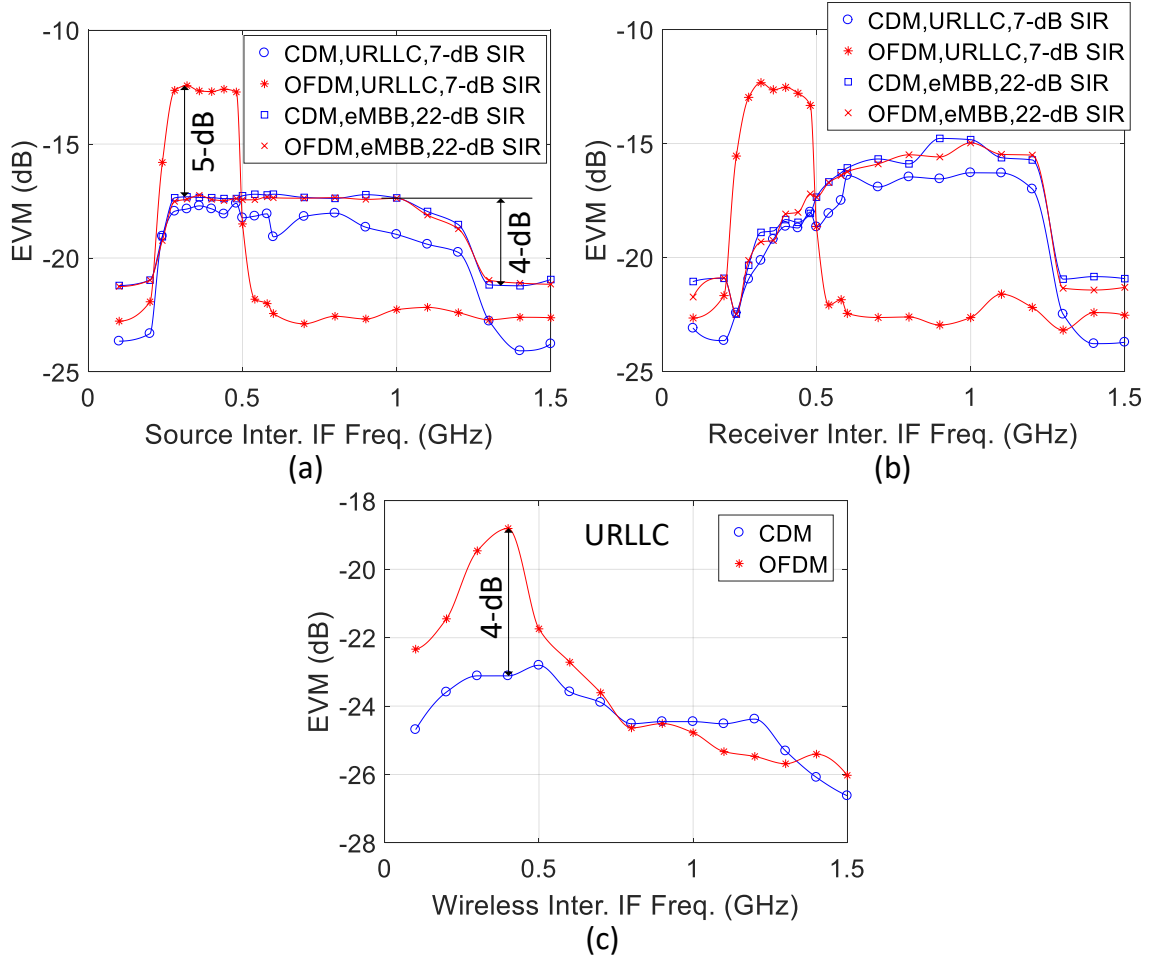 -10
-15
-20
-25
EVM (dB)
CDM,URLLC,7-dB SIR
OFDM,URLLC,7-dB SIR
CDM,eMBB,22-dB SIR
OFDM,eMBB,22-dB SIR
5-dB
4-dB
0
0.5
1
1.5
Source Inter. IF Freq. (GHz)
(a)
-10
-15
-20
-25
EVM (dB)
CDM,URLLC,7-dB SIR
OFDM,URLLC,7-dB SIR
CDM,eMBB,22-dB SIR
OFDM,eMBB,22-dB SIR
0
0.5
1
1.5
Receiver Inter. IF Freq. (GHz)
(b)
-18
-20
-22
-24
-26
-28
EVM (dB)
URLLC
CDM
OFDM
4-dB
0
0.5
1
1.5
Wireless Inter. IF Freq. (GHz)
(c)